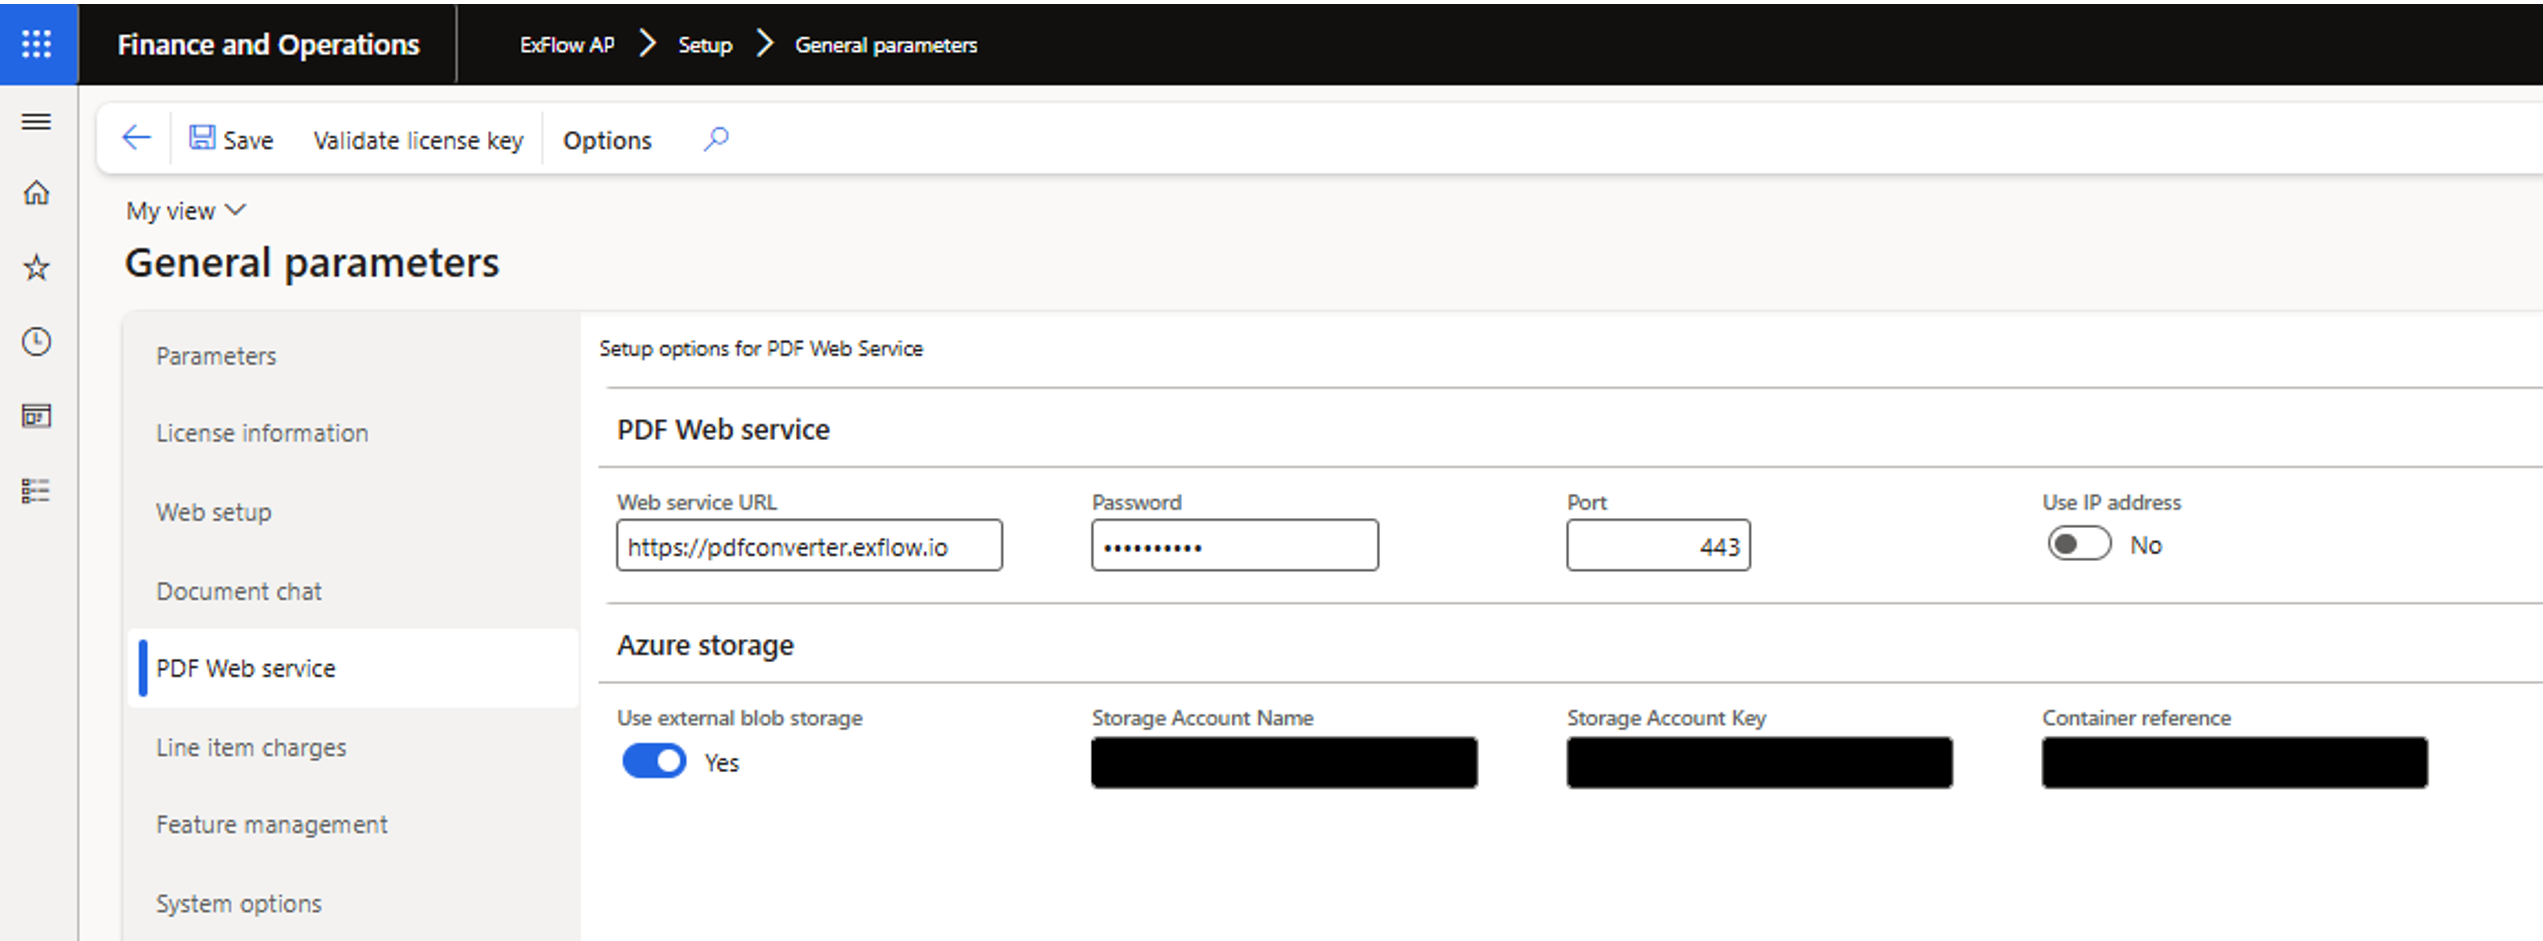 Finance and Operations
ExFlow AP > Setup > General parameters
Save Validate license key Options
My view
General parameters
Parameters
License information
Web setup
Document chat
PDF Web service
Line item charges
Feature management
System options
Setup options for PDF Web Service
PDF Web service
Web service URL Password Port Use IP address
https://pdfconverter.exflow.io •••••••••• 443 No
Azure storage
Use external blob storage Storage Account Name Storage Account Key Container reference
Yes